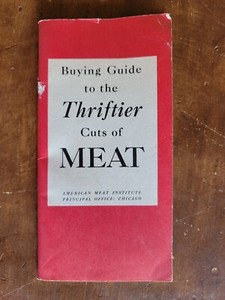 Buying Guide
to the
Thriftier
Cuts of
MEAT
AMERICAN MEAT INSTITUTE
PRINCIPAL OFFICE: CHICAGO